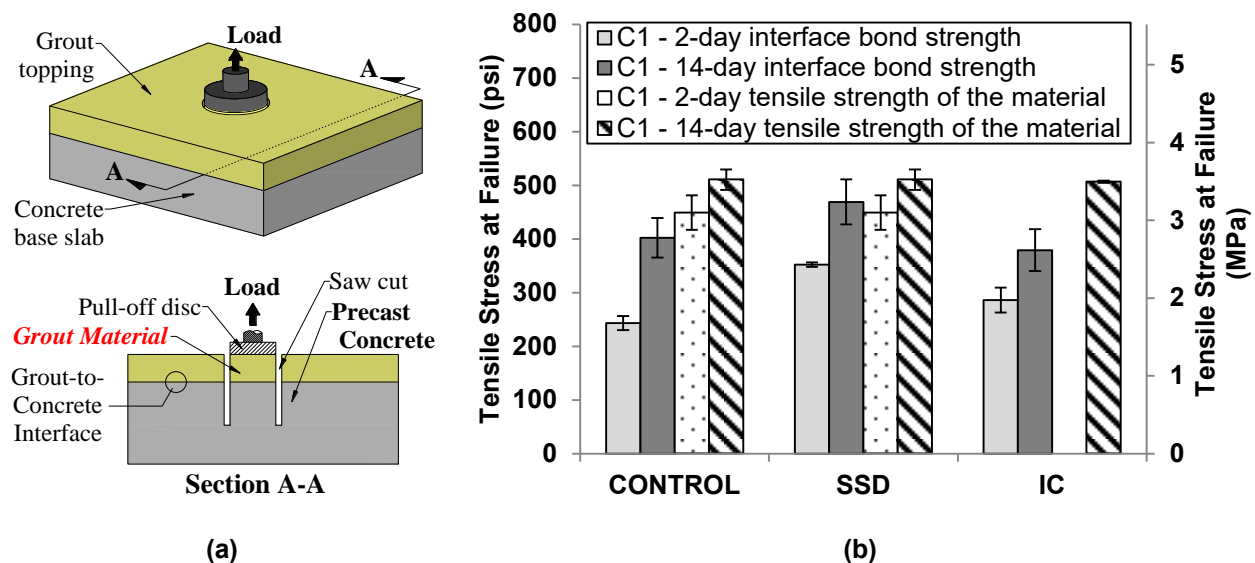 Grout
topping
Load
A
A
Concrete
base slab
Load
Saw cut
Pull-off disc
Precast
Concrete
Grout Material
Grout-to-
Concrete
Interface
Section A-A
(a)
Tensile Stress at Failure (psi)
800
700
600
500
400
300
200
100
0
C1 - 2-day interface bond strength
C1 - 14-day interface bond strength
C1 - 2-day tensile strength of the material
C1 - 14-day tensile strength of the material
CONTROL
SSD
IC
5
4
3
2
1
0
Tensile Stress at Failure
(MPa)
(b)